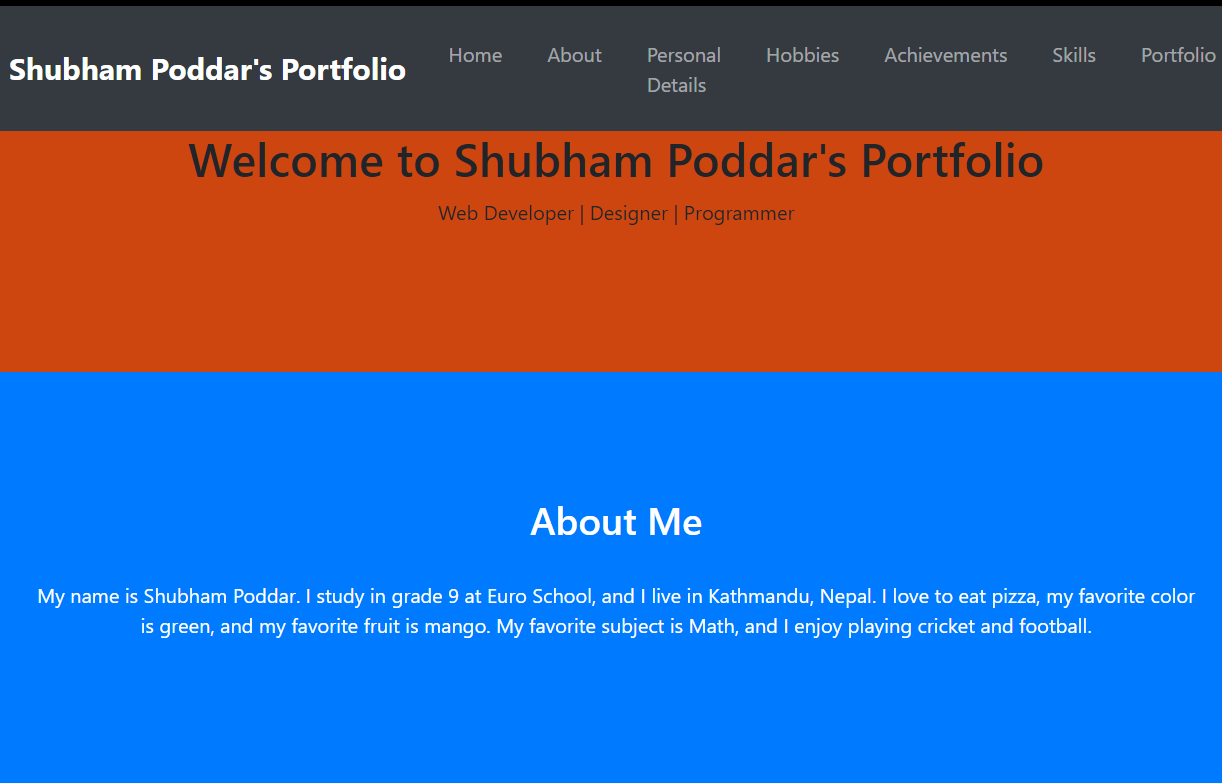 Shubham Poddar's Portfolio
Home About Personal Details Hobbies Achievements Skills Portfolio
Welcome to Shubham Poddar's Portfolio
Web Developer | Designer | Programmer
About Me
My name is Shubham Poddar. I study in grade 9 at Euro School, and I live in Kathmandu, Nepal. I love to eat pizza, my favorite color
is green, and my favorite fruit is mango. My favorite subject is Math, and I enjoy playing cricket and football.